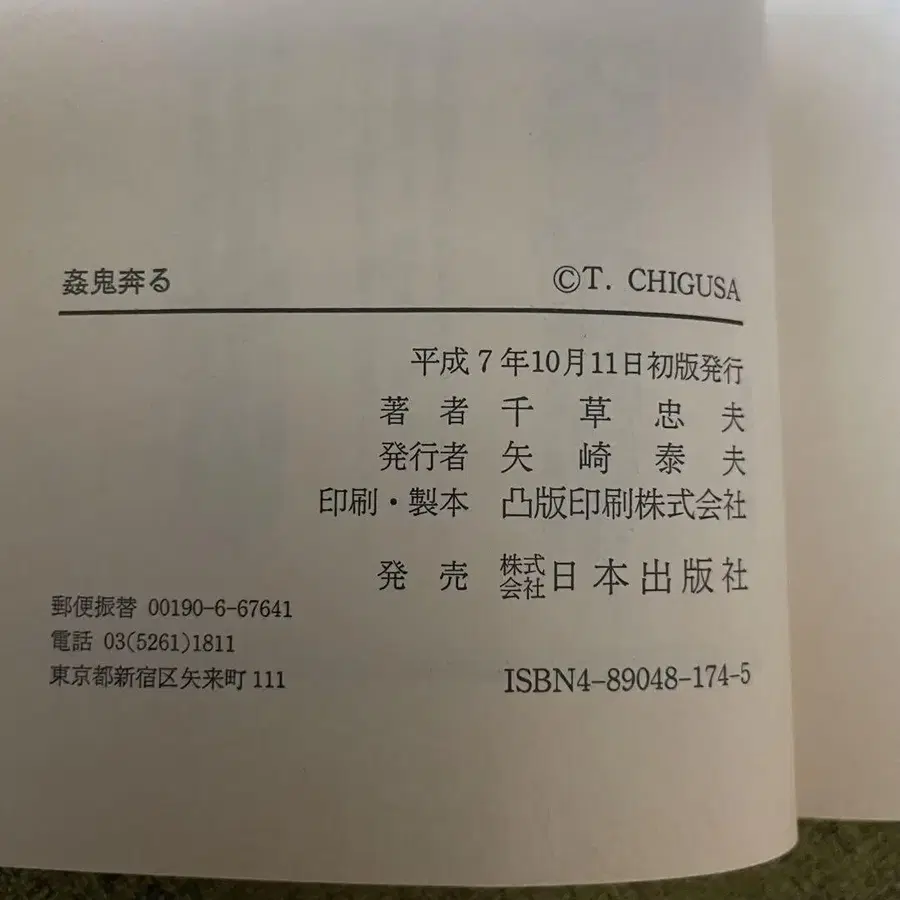 姦鬼奔る ©T. CHIGUSA
平成7年10月11日初版発行
著者 千草忠夫
発行者 矢崎泰夫
印刷・製本 凸版印刷株式会社
発売 株式会社日本出版社
郵便振替 00190-6-67641
電話 03(5261)1811
東京都新宿区矢来町111
ISBN4-89048-174-5